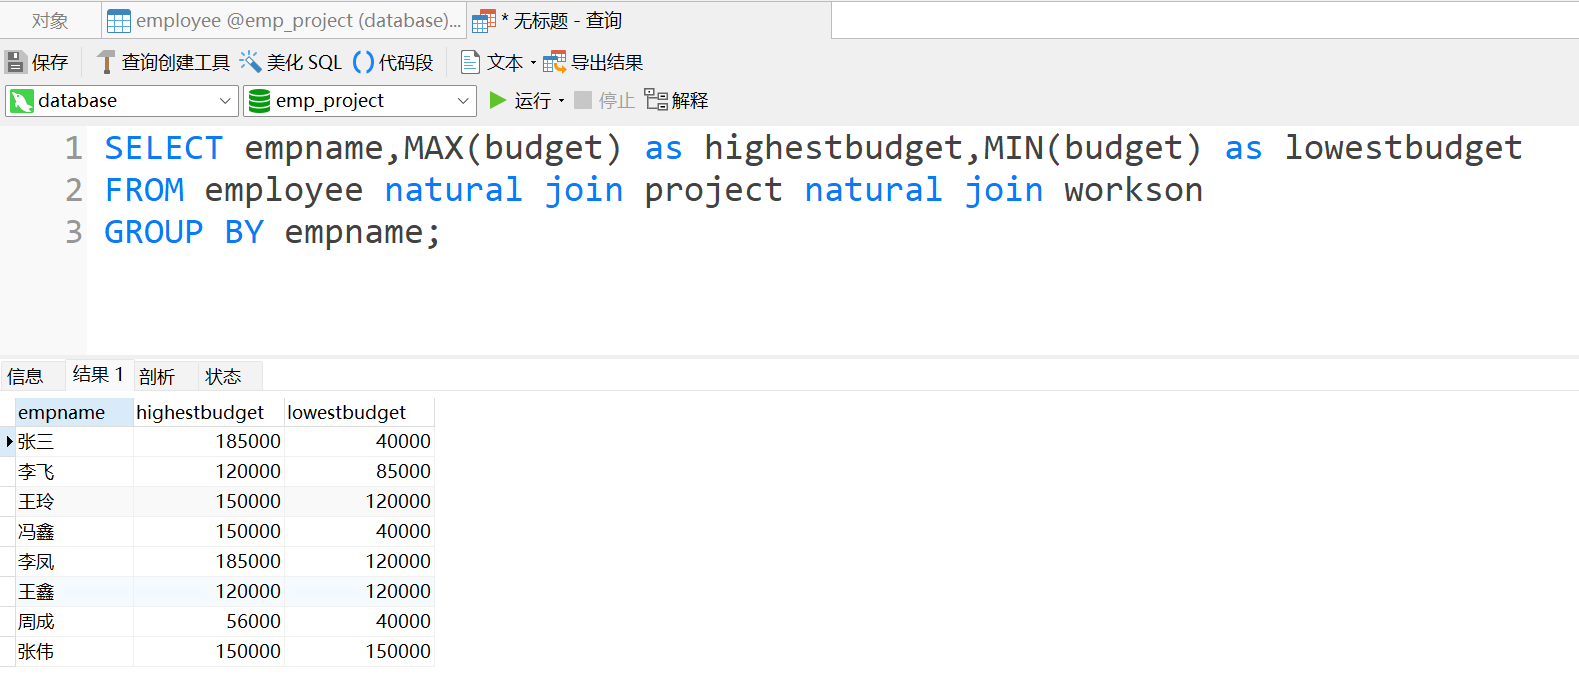 对象 employee @emp_project (database)... * 无标题 - 查询
保存 查询创建工具 美化 SQL 代码段 文本 导出结果
database emp_project 运行 停止 解释
1 SELECT empname,MAX(budget) as highestbudget,MIN(budget) as lowestbudget
2 FROM employee natural join project natural join workson
3 GROUP BY empname;
信息 结果 1 剖析 状态
empname highestbudget lowestbudget
张三 185000 40000
李飞 120000 85000
王玲 150000 120000
冯鑫 150000 40000
李凤 185000 120000
王鑫 120000 120000
周成 56000 40000
张伟 150000 150000